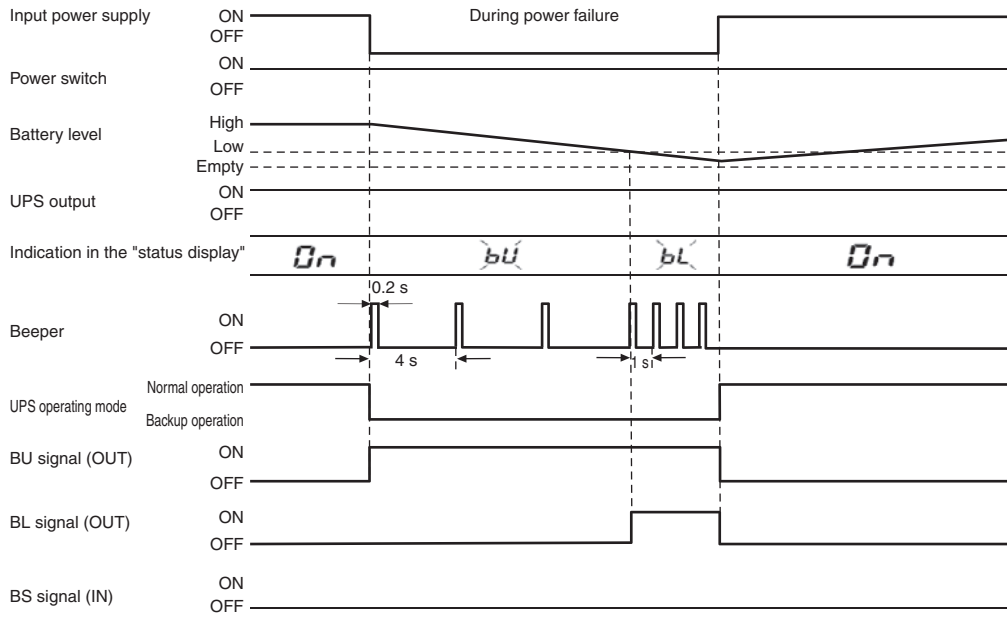 Input power supply ON During power failure
OFF
Power switch ON
OFF
Battery level High
Low
Empty
UPS output ON
OFF
Indication in the "status display" On bU bL On
0.2 s
Beeper ON
OFF
4 s 1 s
UPS operating mode Normal operation
Backup operation
BU signal (OUT) ON
OFF
BL signal (OUT) ON
OFF
BS signal (IN) ON
OFF